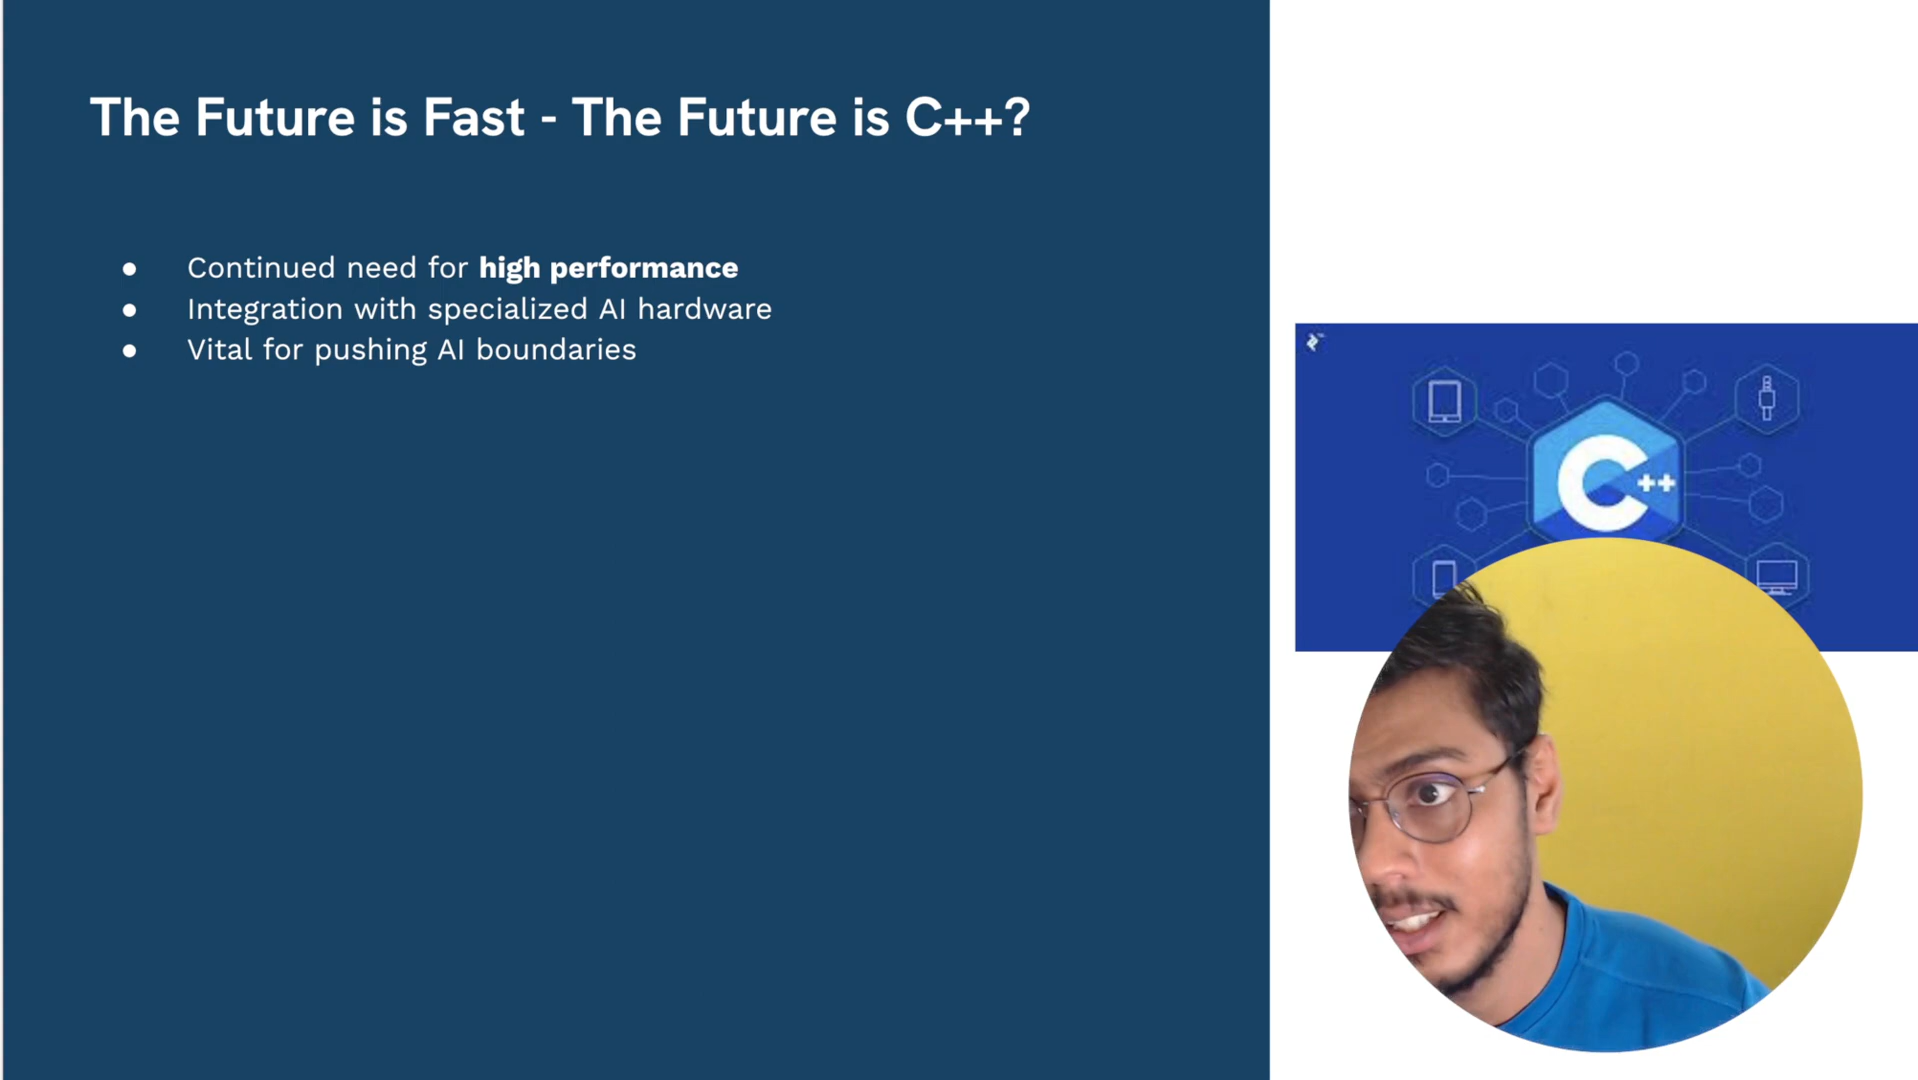 The Future is Fast - The Future is C++?
● Continued need for high performance
● Integration with specialized AI hardware
● Vital for pushing AI boundaries
C++